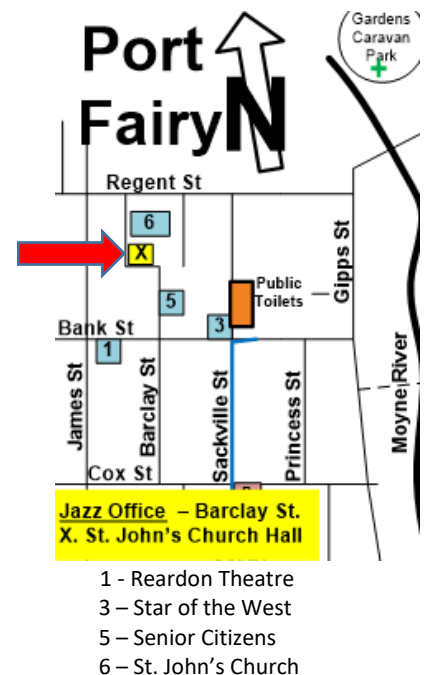 Gardens
Caravan
Park
Port
Fairy
N
Regent St
6
X
5
Public
Toilets
Gipps St
3
Bank St
1
James St
Barclay St
Sackville St
Princess St
Moyne River
Cox St
Jazz Office – Barclay St.
X. St. John's Church Hall
1 - Reardon Theatre
3 – Star of the West
5 – Senior Citizens
6 – St. John's Church